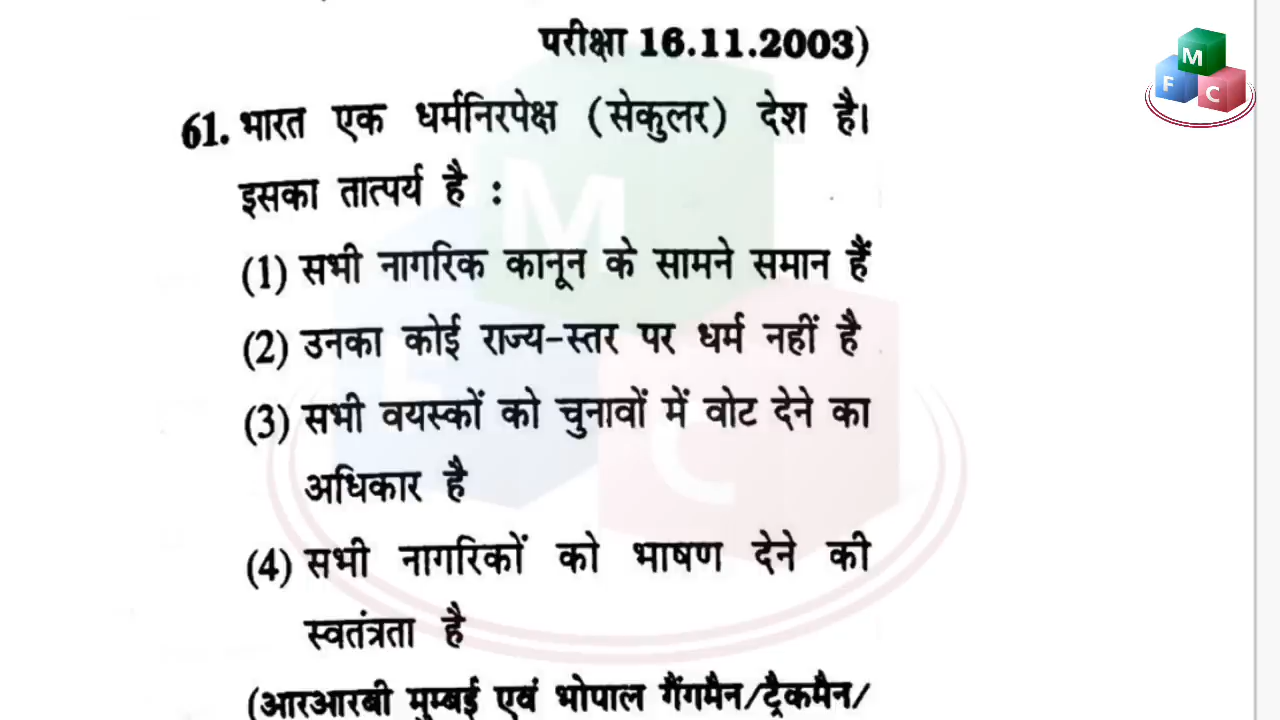 परीक्षा 16.11.2003)
61. भारत एक धर्मनिरपेक्ष (सेकुलर) देश है।
इसका तात्पर्य है :
(1) सभी नागरिक कानून के सामने समान हैं
(2) उनका कोई राज्य-स्तर पर धर्म नहीं है
(3) सभी वयस्कों को चुनावों में वोट देने का
अधिकार है
(4) सभी नागरिकों को भाषण देने की
स्वतंत्रता है
(आरआरबी मुम्बई एवं भोपाल गैंगमैन/ट्रैकमैन/
M
F C